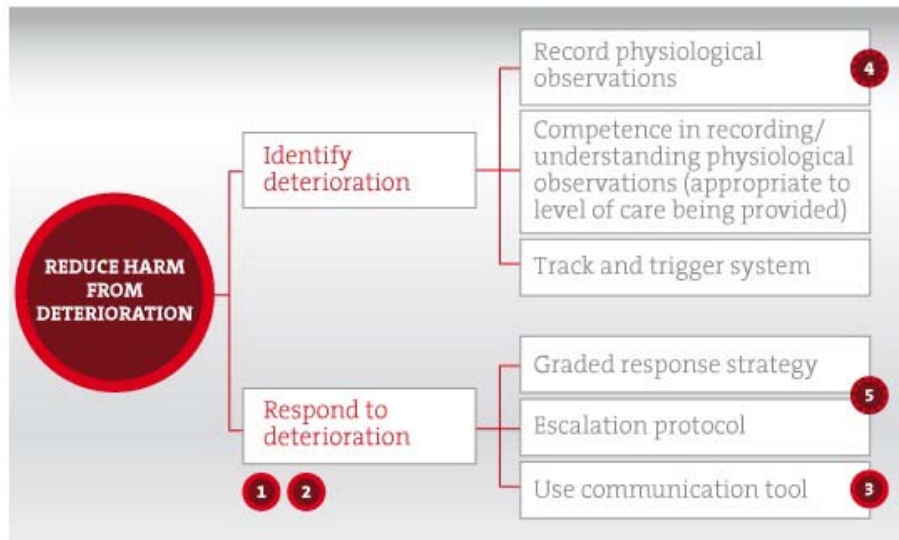 REDUCE HARM
FROM
DETERIORATION
Identify
deterioration
Record physiological
observations
4
Competence in recording/
understanding physiological
observations (appropriate to
level of care being provided)
Track and trigger system
Respond to
deterioration
1 2
Graded response strategy
5
Escalation protocol
Use communication tool
3